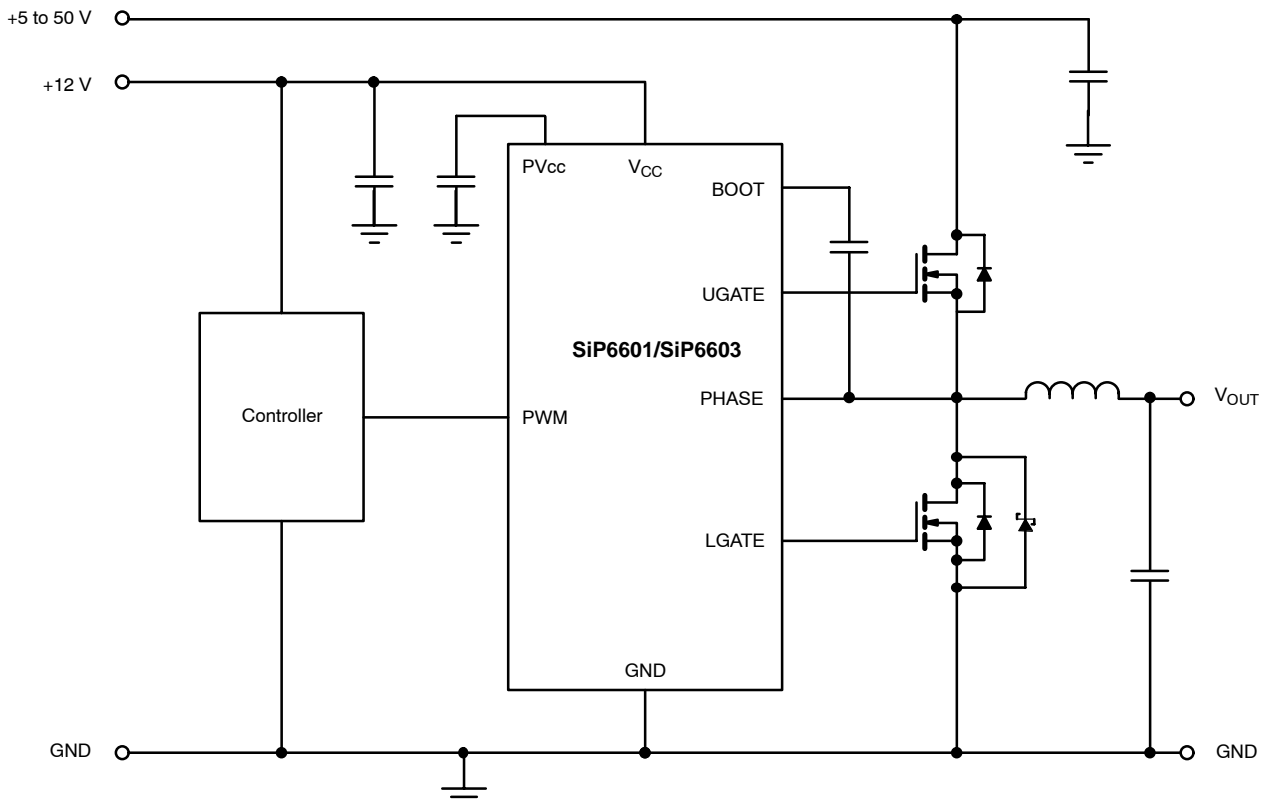 +5 to 50 V
+12 V
PVcc
VCC
BOOT
UGATE
SiP6601/SiP6603
PHASE
VOUT
Controller
PWM
LGATE
GND
GND
GND